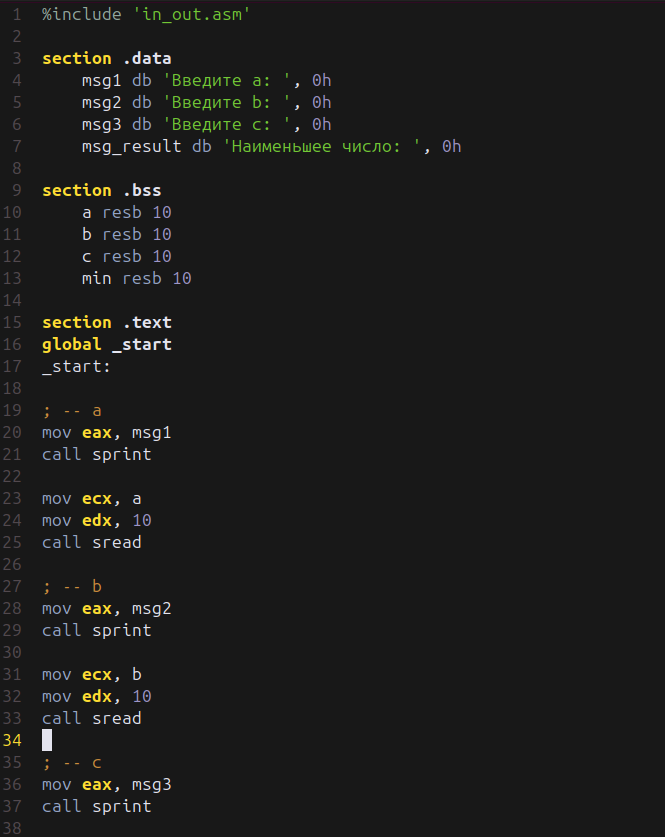 1 %include 'in_out.asm'
2
3 section .data
4     msg1 db 'Введите a: ', 0h
5     msg2 db 'Введите b: ', 0h
6     msg3 db 'Введите c: ', 0h
7     msg_result db 'Наименьшее число: ', 0h
8
9 section .bss
10     a resb 10
11     b resb 10
12     c resb 10
13     min resb 10
14
15 section .text
16 global _start
17 _start:
18
19 ; -- a
20 mov eax, msg1
21 call sprint
22
23 mov ecx, a
24 mov edx, 10
25 call sread
26
27 ; -- b
28 mov eax, msg2
29 call sprint
30
31 mov ecx, b
32 mov edx, 10
33 call sread
34
35 ; -- c
36 mov eax, msg3
37 call sprint
38